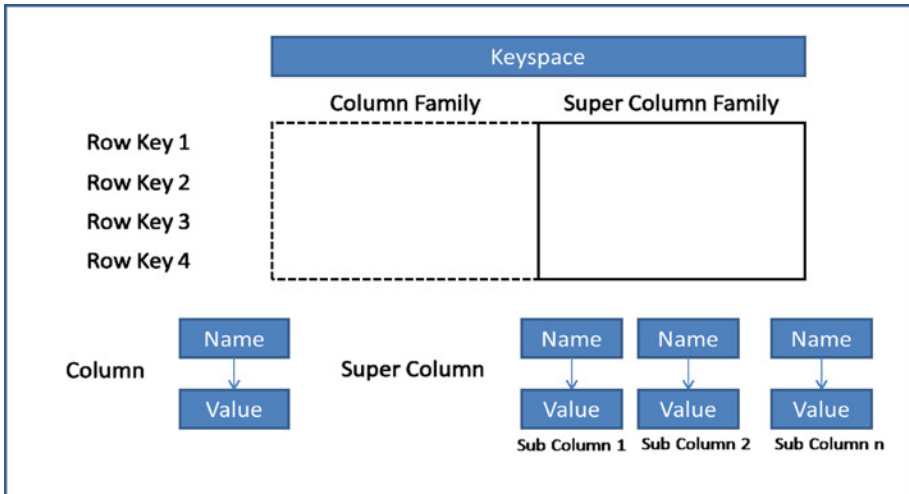 Keyspace
Column Family Super Column Family
Row Key 1
Row Key 2
Row Key 3
Row Key 4
Name Name Name Name
Column Super Column
Value Value Value Value
Sub Column 1 Sub Column 2 Sub Column n